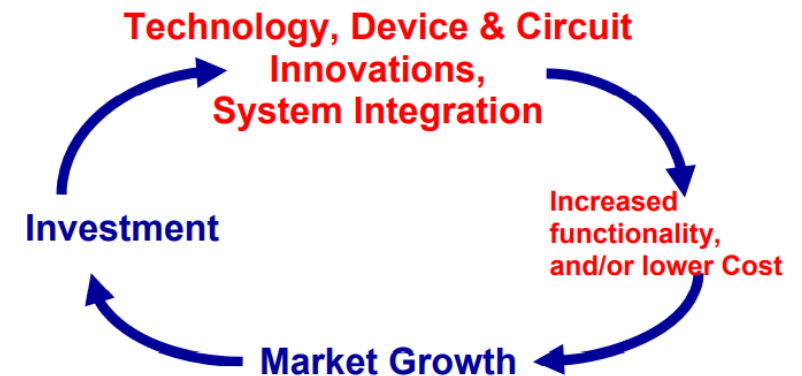 Technology, Device & Circuit
Innovations,
System Integration
Increased
functionality,
and/or lower Cost
Investment
Market Growth